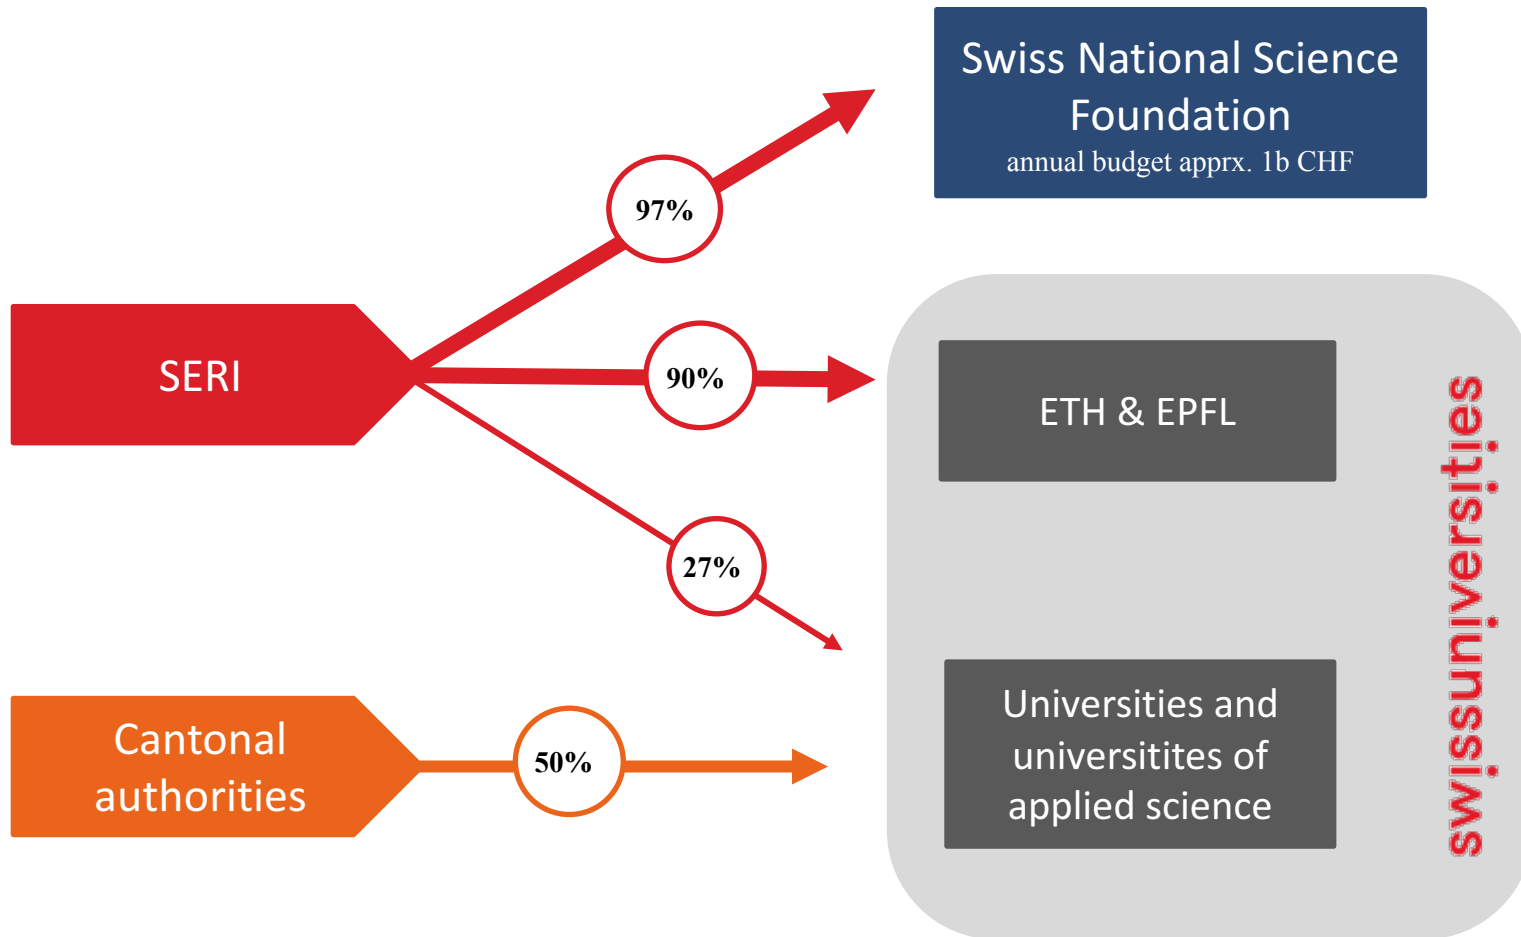 Swiss National Science
Foundation
annual budget apprx. 1b CHF
97%
SERI
90%
ETH & EPFL
27%
Cantonal
authorities
50%
Universities and
universitites of
applied science
swissuniversities